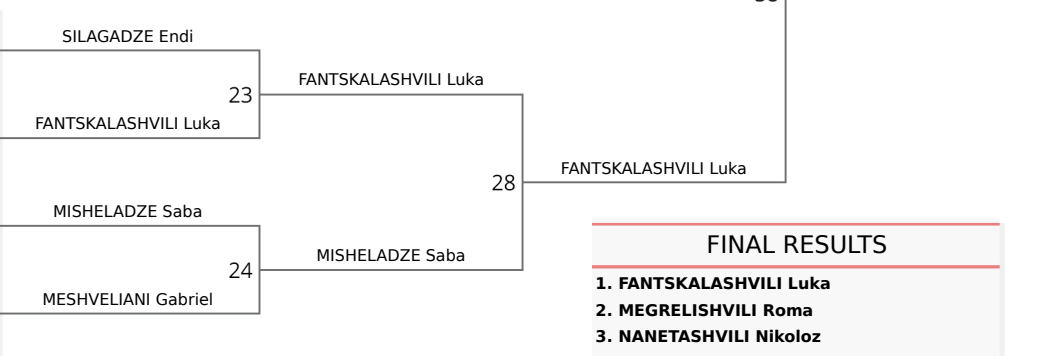 SILAGADZE Endi
23
FANTSKALASHVILI Luka
FANTSKALASHVILI Luka
28
FANTSKALASHVILI Luka
MISHELADZE Saba
24
MISHELADZE Saba
MESHVELIANI Gabriel
FINAL RESULTS
1. FANTSKALASHVILI Luka
2. MEGRELISHVILI Roma
3. NANETASHVILI Nikoloz